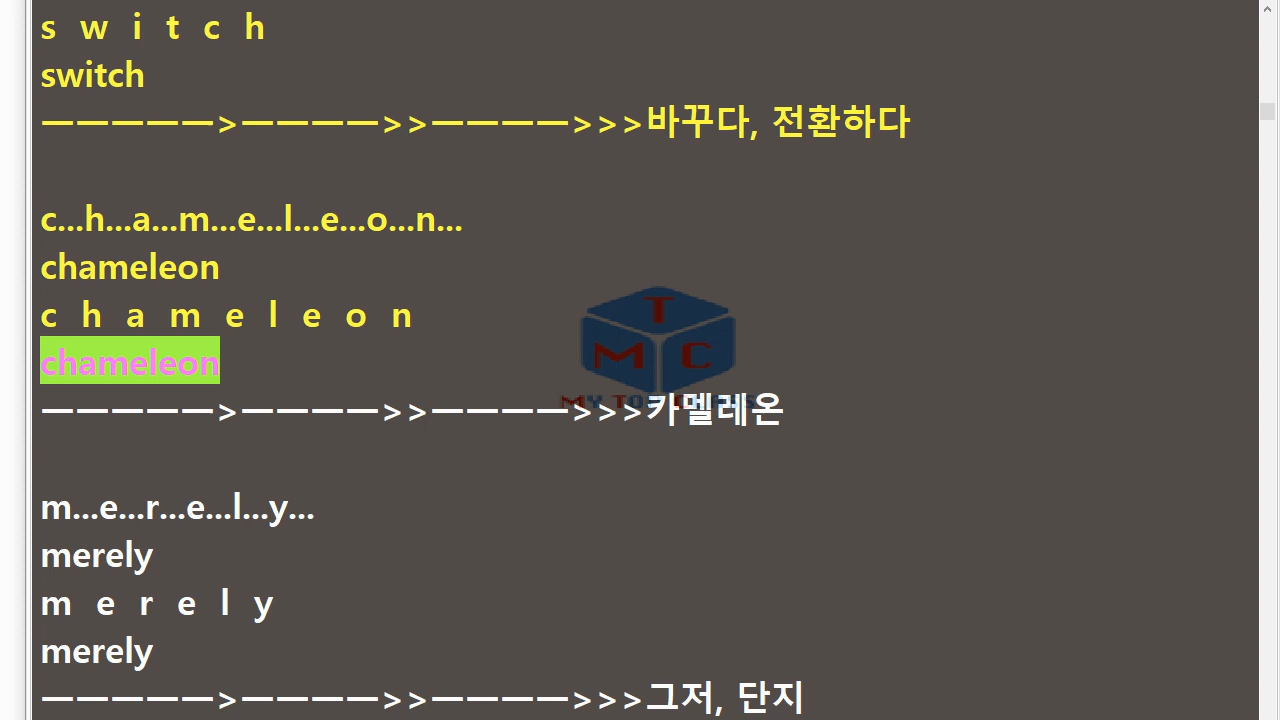 s w i t c h
switch
—————>————>>————>>>바꾸다, 전환하다
c...h...a...m...e...l...e...o...n...
chameleon
c h a m e l e o n
chameleon
—————>————>>————>>>카멜레온
T
M C
m...e...r...e...l...y...
merely
m e r e l y
merely
—————>————>>————>>>그저, 단지